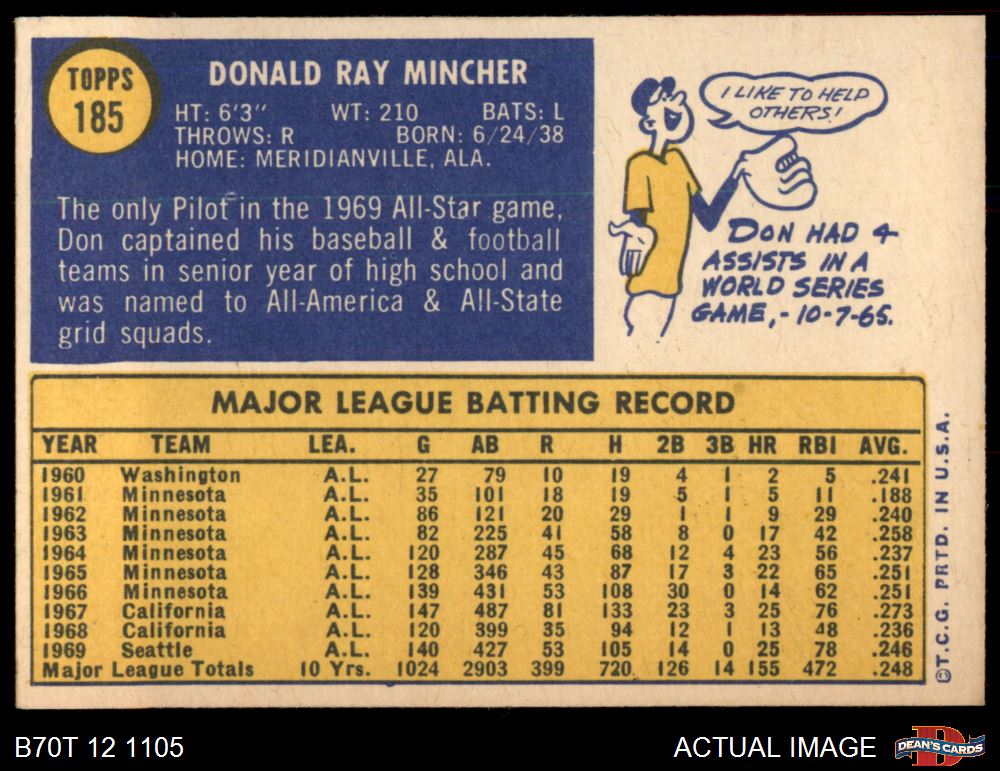 TOPPS
185
DONALD RAY MINCHER
HT: 6'3" WT: 210 BATS: L
THROWS: R BORN: 6/24/38
HOME: MERIDIANVILLE, ALA.
The only Pilot in the 1969 All-Star game,
Don captained his baseball & football
teams in senior year of high school and
was named to All-America & All-State
grid squads.
I LIKE TO HELP
OTHERS!
DON HAD 4
ASSISTS IN A
WORLD SERIES
GAME,-10-7-65.
MAJOR LEAGUE BATTING RECORD
YEAR TEAM LEA. G AB R H 2B 3B HR RBI AVG.
1960 Washington A.L. 27 79 10 19 4 1 2 5 .241
1961 Minnesota A.L. 35 101 18 19 5 1 5 11 .188
1962 Minnesota A.L. 86 121 20 29 1 1 9 29 .240
1963 Minnesota A.L. 82 225 41 58 8 0 17 42 .258
1964 Minnesota A.L. 120 287 45 68 12 4 23 56 .237
1965 Minnesota A.L. 128 346 43 87 17 3 22 65 .251
1966 Minnesota A.L. 139 431 53 108 30 0 14 62 .251
1967 California A.L. 147 487 81 133 23 3 25 76 .273
1968 California A.L. 120 399 35 94 12 1 13 48 .236
1969 Seattle A.L. 140 427 53 105 14 0 25 78 .246
Major League Totals 10 Yrs. 1024 2903 399 720 126 14 155 472 .248
©T.C.G. PRTD. IN U.S.A.
B70T 12 1105
ACTUAL IMAGE
DEAN'S CARDS